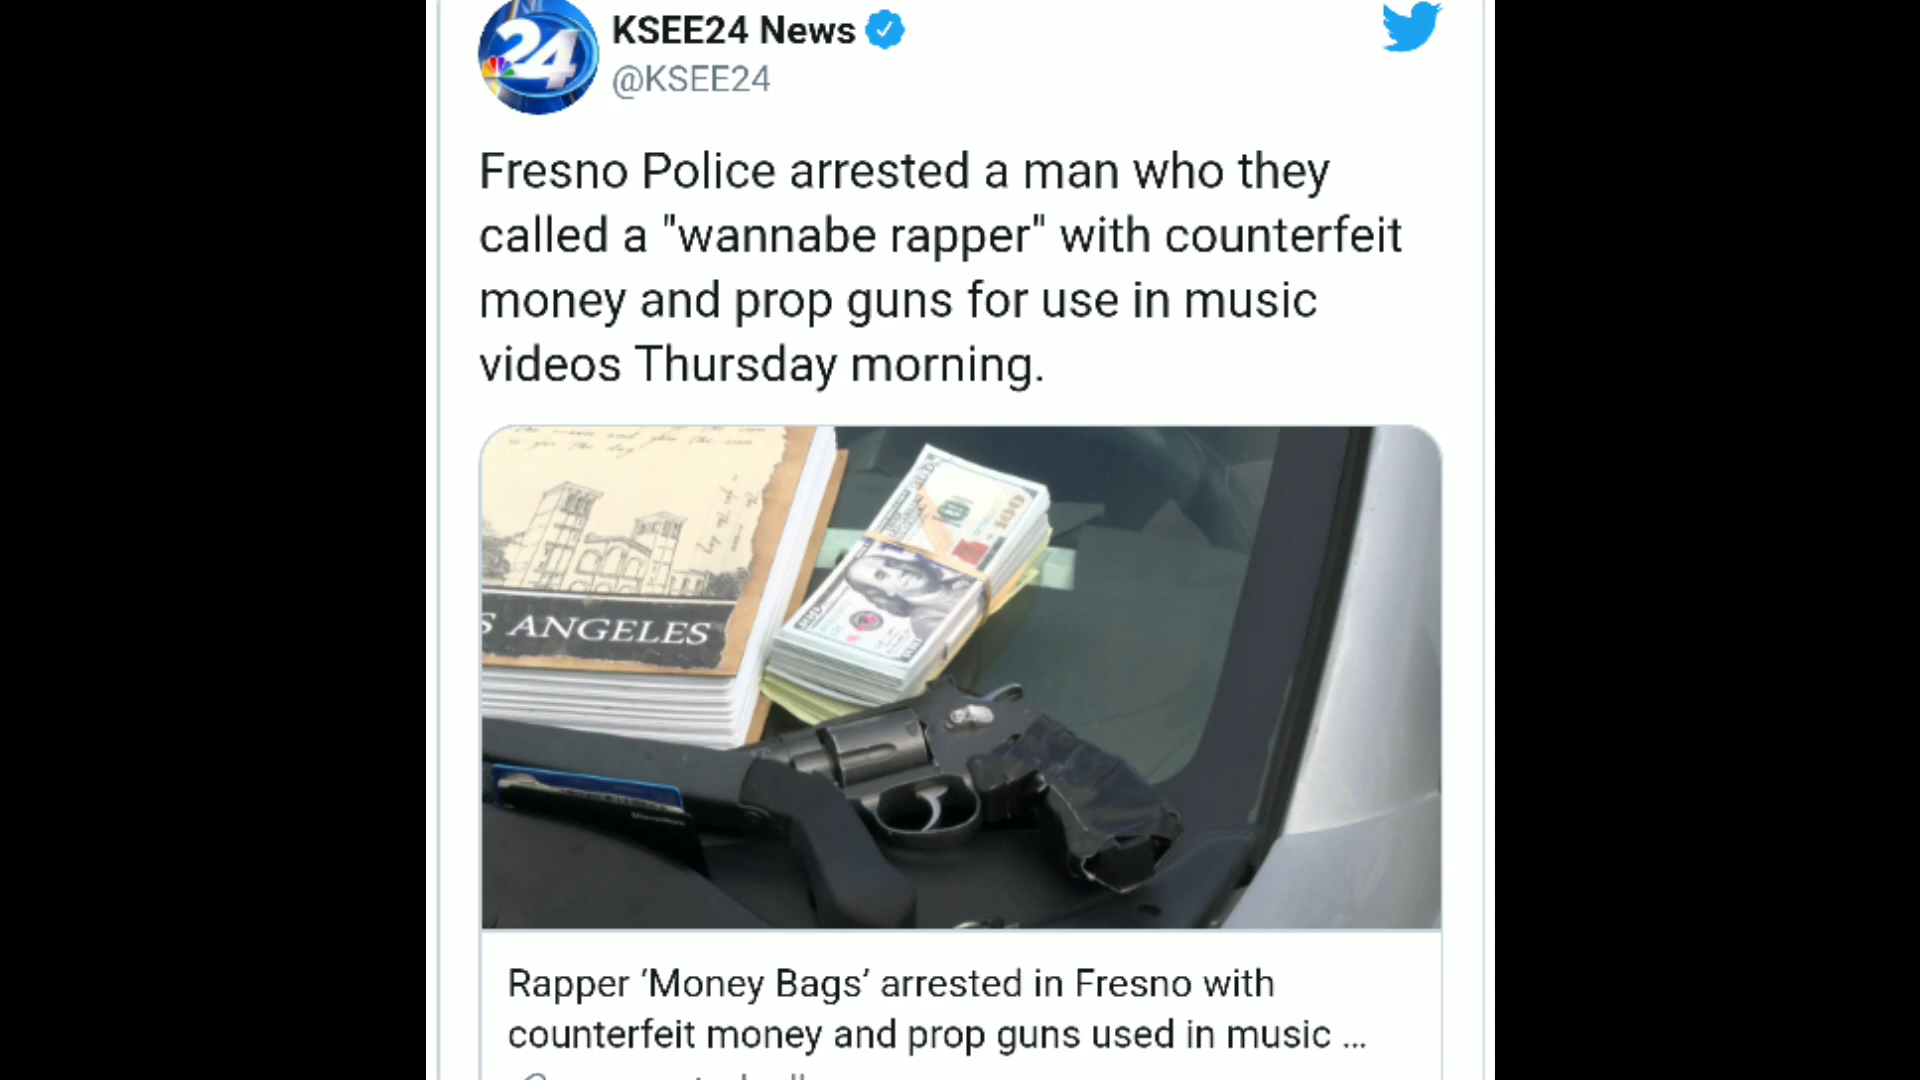 24
KSEE24 News
@KSEE24
Fresno Police arrested a man who they
called a "wannabe rapper" with counterfeit
money and prop guns for use in music
videos Thursday morning.
S ANGELES
100
Rapper ‘Money Bags’ arrested in Fresno with
counterfeit money and prop guns used in music ...